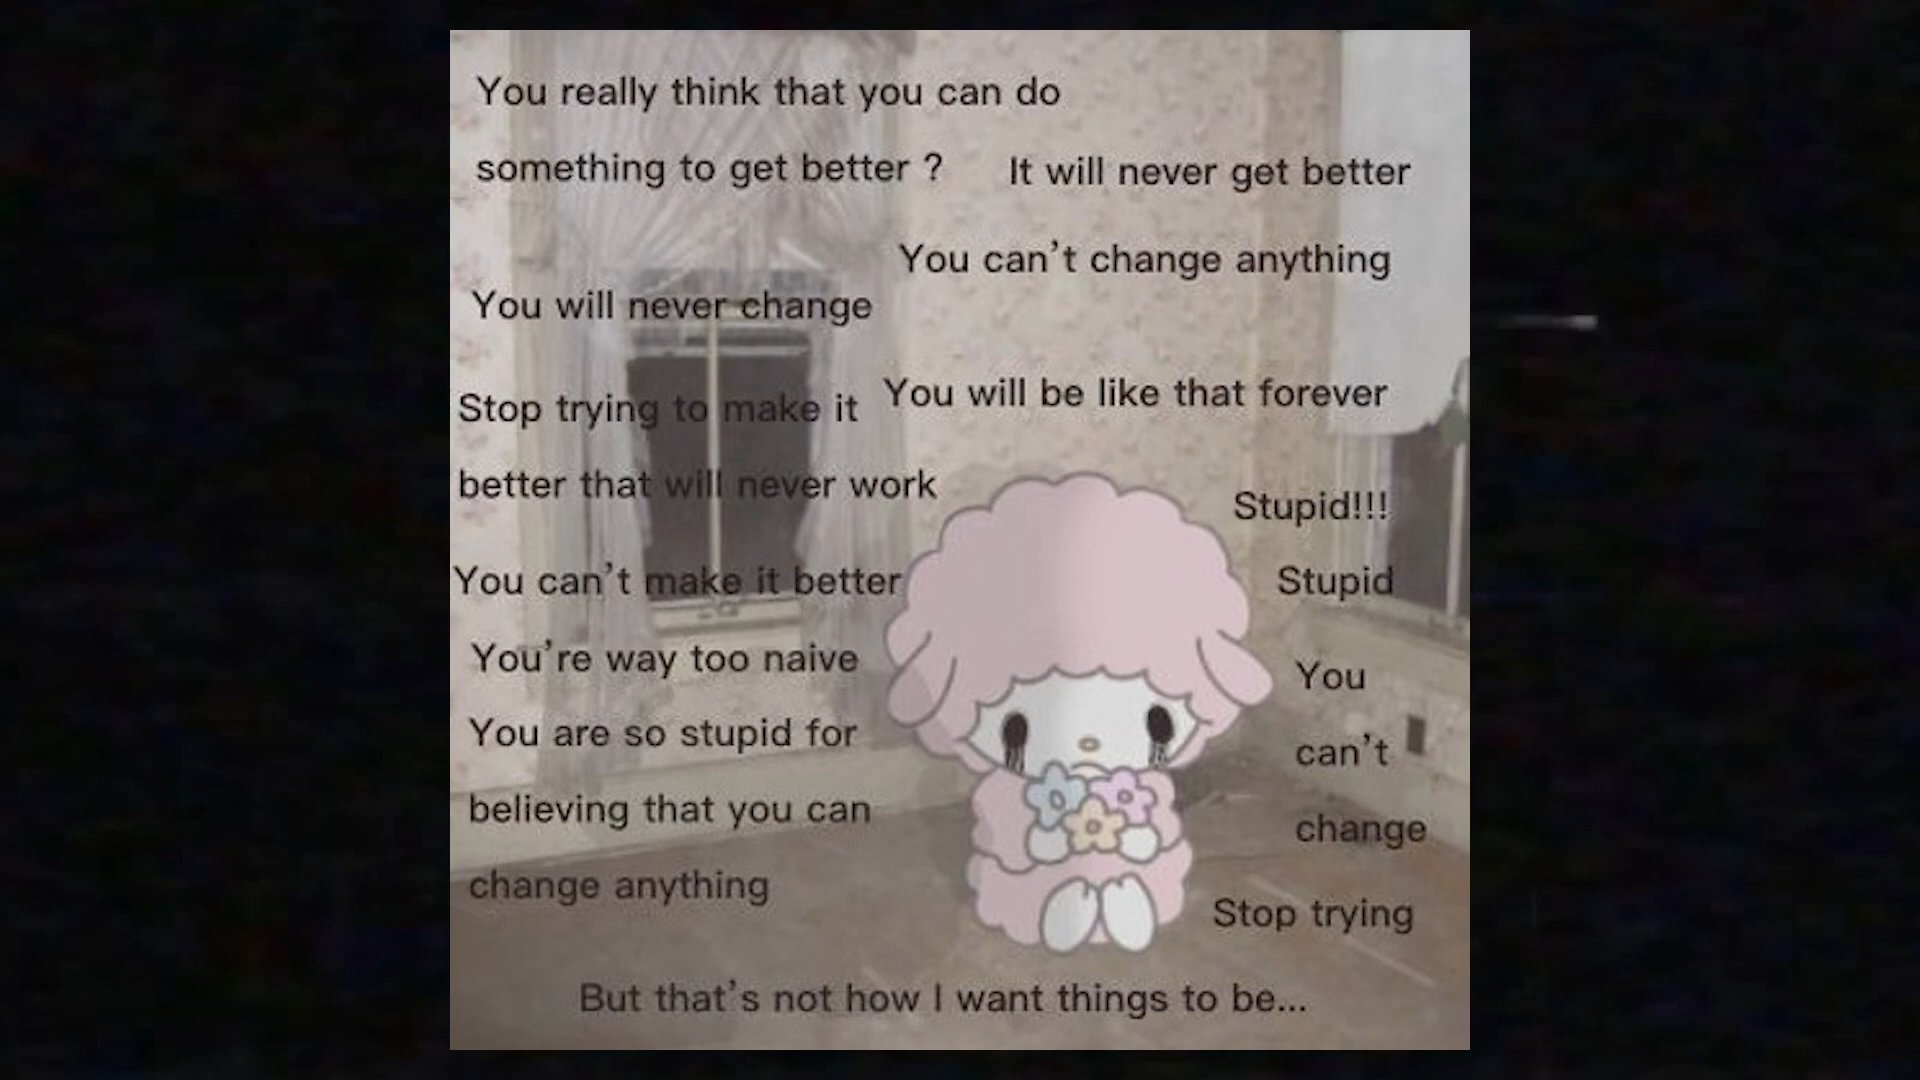 You really think that you can do
something to get better ?
It will never get better
You can't change anything
You will never change
You will be like that forever
Stop trying to make it
better that will never work
Stupid!!!
You can't make it better
Stupid
You're way too naive
You
can't
change
You are so stupid for
believing that you can
change anything
Stop trying
But that's not how I want things to be...